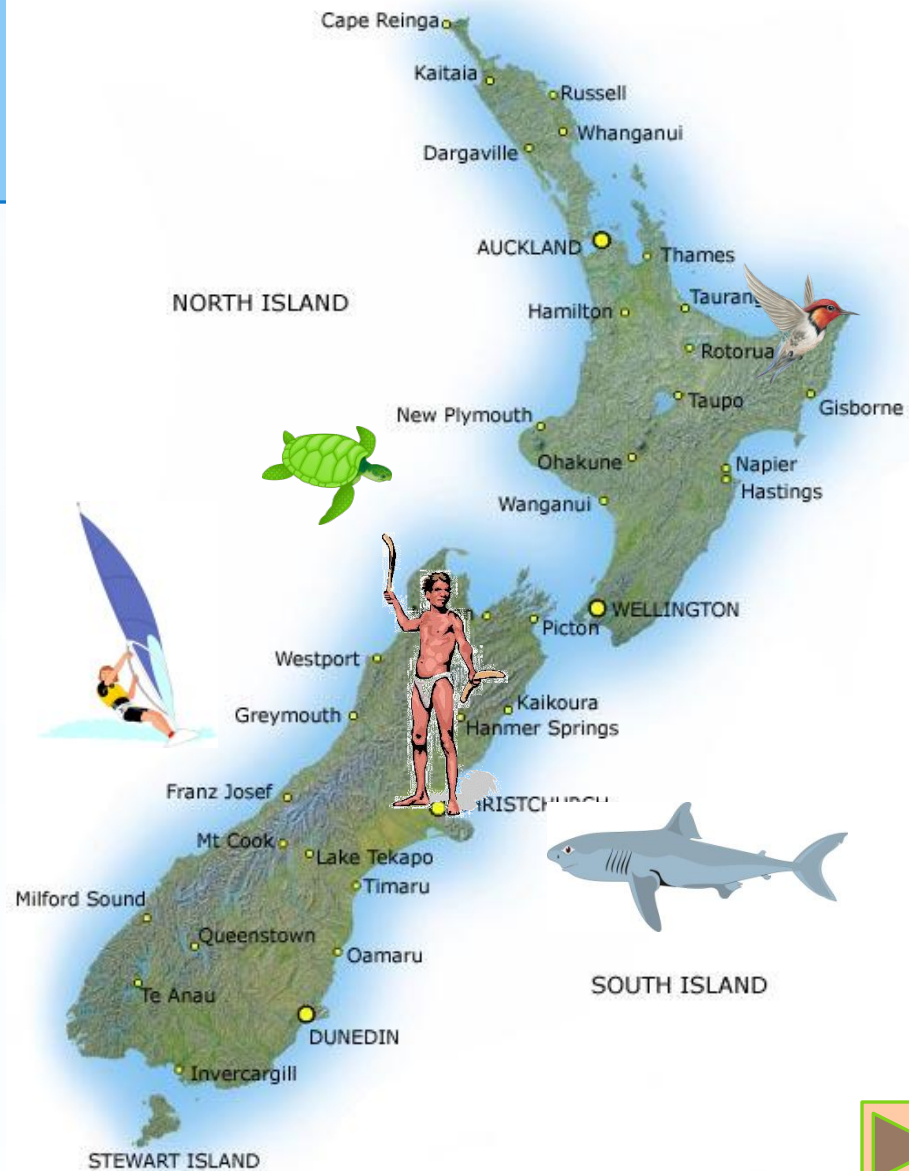 Cape Reinga
Kaitaia
Russell
Whanganui
Dargaville
AUCKLAND
Thames
NORTH ISLAND
Hamilton
Rotorua
Taupo
New Plymouth
Gisborne
Ohakune
Napier
Hastings
Wanganui
WELLINGTON
Picton
Westport
Kaikoura
Greymouth
Hanmer Springs
Franz Josef
Mt Cook
Lake Tekapo
Timaru
Milford Sound
Queenstown
Oamaru
SOUTH ISLAND
Te Anau
DUNEDIN
Invercargill
STEWART ISLAND